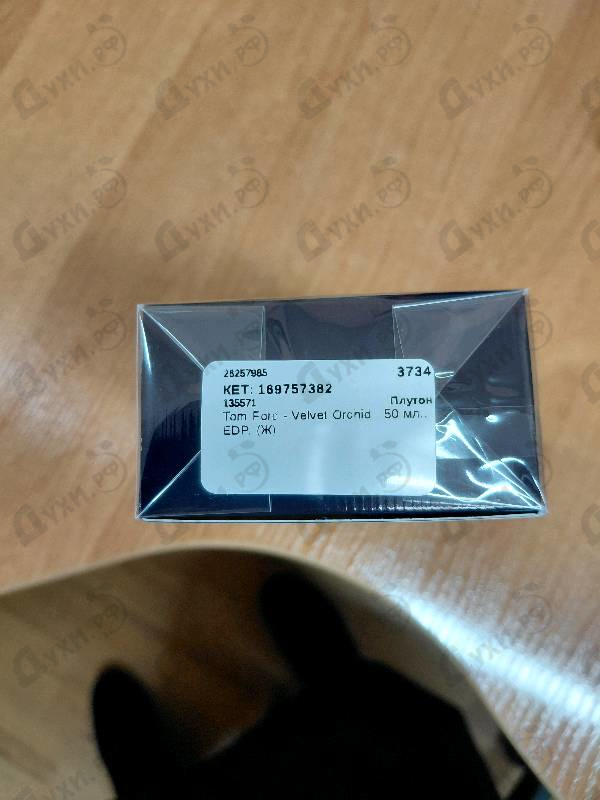 28257985 3734
КЕТ: 169757382
135571 Плутон
Tom Ford - Velvet Orchid 50 мл..
EDP. (Ж)
Духи.рф